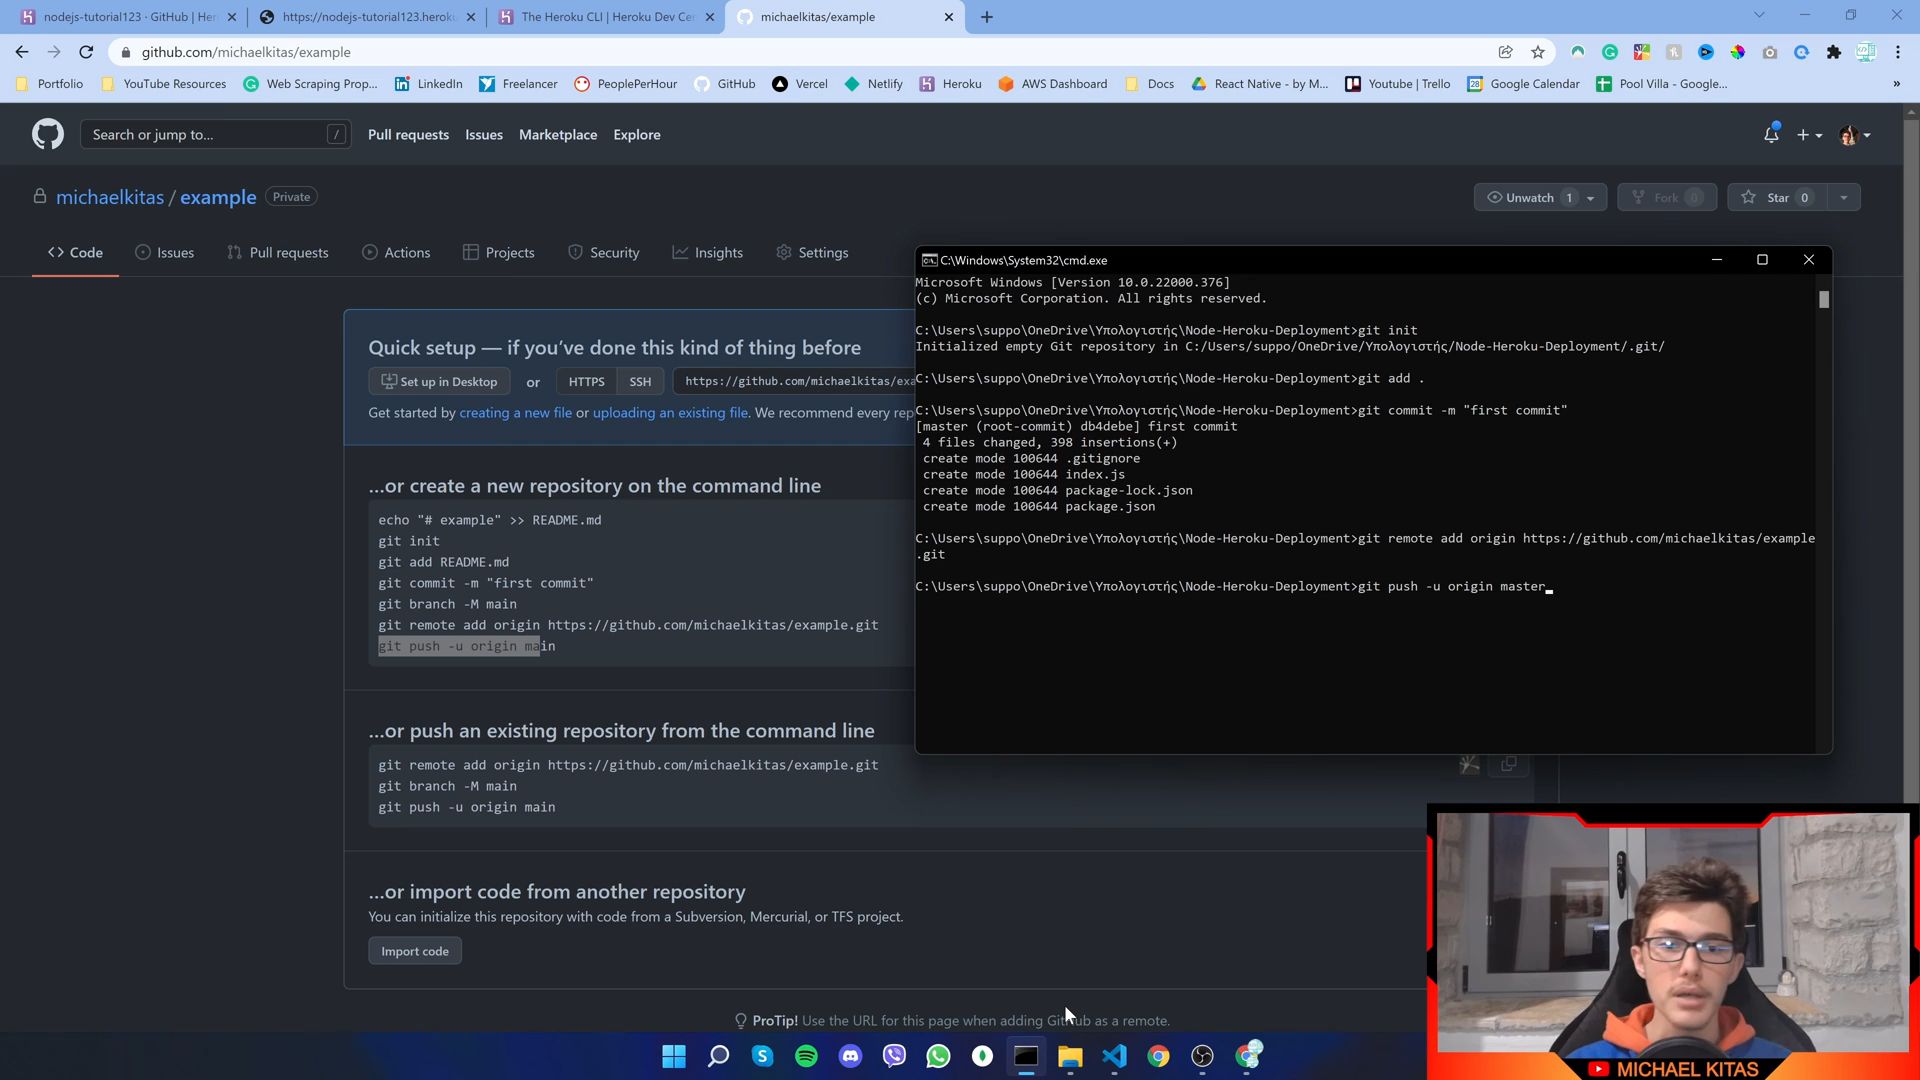 nodejs-tutorial123 · GitHub | Her
https://nodejs-tutorial123.heroku
The Heroku CLI | Heroku Dev Cen
michaelkitas/example
github.com/michaelkitas/example
Portfolio
YouTube Resources
Web Scraping Prop...
LinkedIn
Freelancer
PeoplePerHour
GitHub
Vercel
Netlify
Heroku
AWS Dashboard
Docs
React Native - by M...
Youtube | Trello
Google Calendar
Pool Villa - Google...
»
Search or jump to...
/
Pull requests
Issues
Marketplace
Explore
michaelkitas / example
Private
Unwatch 1
Fork 0
Star 0
Code
Issues
Pull requests
Actions
Projects
Security
Insights
Settings
Quick setup — if you've done this kind of thing before
Set up in Desktop
or
HTTPS
SSH
https://github.com/michaelkitas/exa
Get started by creating a new file or uploading an existing file. We recommend every rep
…or create a new repository on the command line
echo "# example" >> README.md
git init
git add README.md
git commit -m "first commit"
git branch -M main
git remote add origin https://github.com/michaelkitas/example.git
git push -u origin main
…or push an existing repository from the command line
git remote add origin https://github.com/michaelkitas/example.git
git branch -M main
git push -u origin main
…or import code from another repository
You can initialize this repository with code from a Subversion, Mercurial, or TFS project.
Import code
ProTip! Use the URL for this page when adding GitHub as a remote.
C:\Windows\System32\cmd.exe
Microsoft Windows [Version 10.0.22000.376]
(c) Microsoft Corporation. All rights reserved.
C:\Users\suppo\OneDrive\Υπολογιστής\Node-Heroku-Deployment>git init
Initialized empty Git repository in C:/Users/suppo/OneDrive/Υπολογιστής/Node-Heroku-Deployment/.git/
C:\Users\suppo\OneDrive\Υπολογιστής\Node-Heroku-Deployment>git add .
C:\Users\suppo\OneDrive\Υπολογιστής\Node-Heroku-Deployment>git commit -m "first commit"
[master (root-commit) db4debe] first commit
4 files changed, 398 insertions(+)
create mode 100644 .gitignore
create mode 100644 index.js
create mode 100644 package-lock.json
create mode 100644 package.json
C:\Users\suppo\OneDrive\Υπολογιστής\Node-Heroku-Deployment>git remote add origin https://github.com/michaelkitas/example
.git
C:\Users\suppo\OneDrive\Υπολογιστής\Node-Heroku-Deployment>git push -u origin master
MICHAEL KITAS